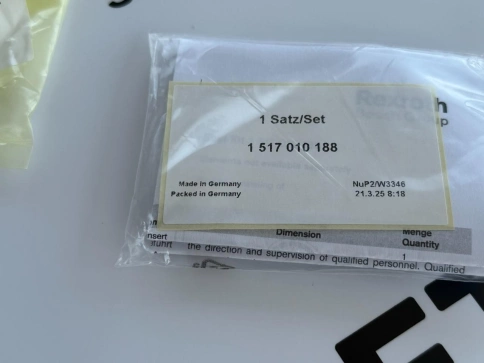 Rexroth
1 Satz/Set
1 517 010 188
Made in Germany
Packed in Germany
NuP2/W3346
21.3.25 8:18
Dimension
Menge
Quantity
1
the direction and supervision of qualified personnel. Qualified